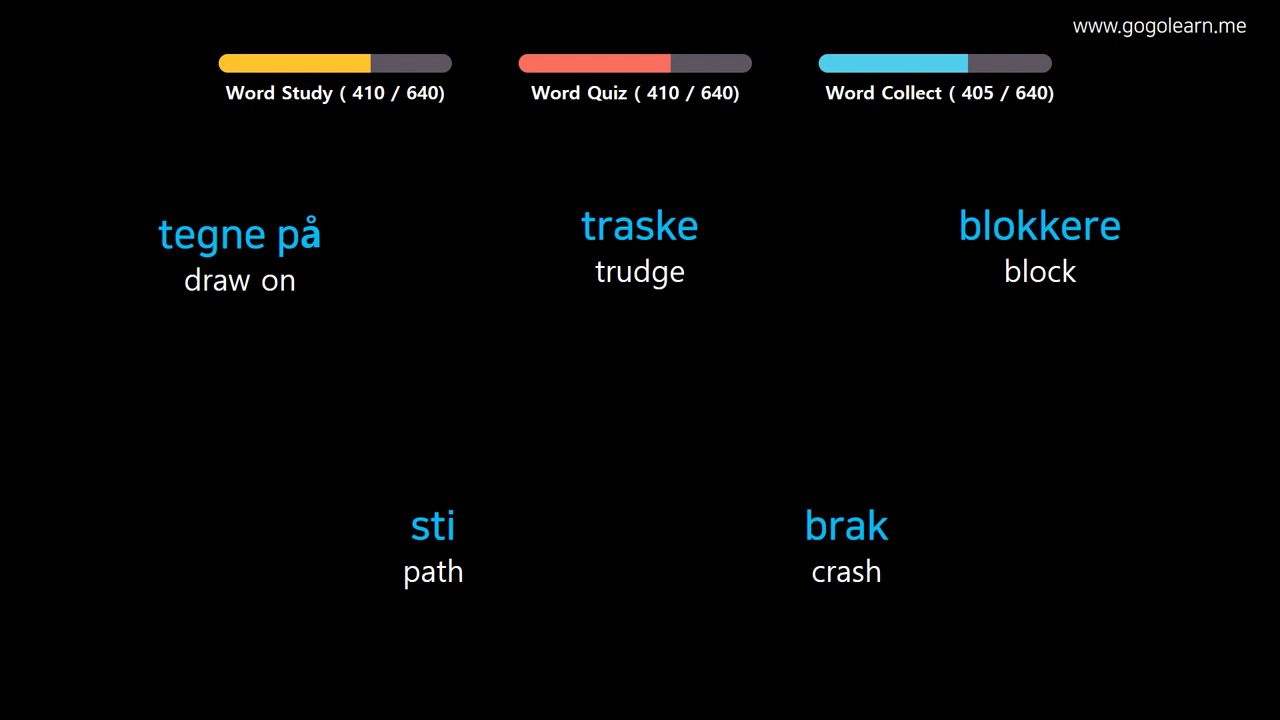 www.gogolearn.me
Word Study ( 410 / 640)
Word Quiz ( 410 / 640)
Word Collect ( 405 / 640)
tegne på
draw on
traske
trudge
blokkere
block
sti
path
brak
crash